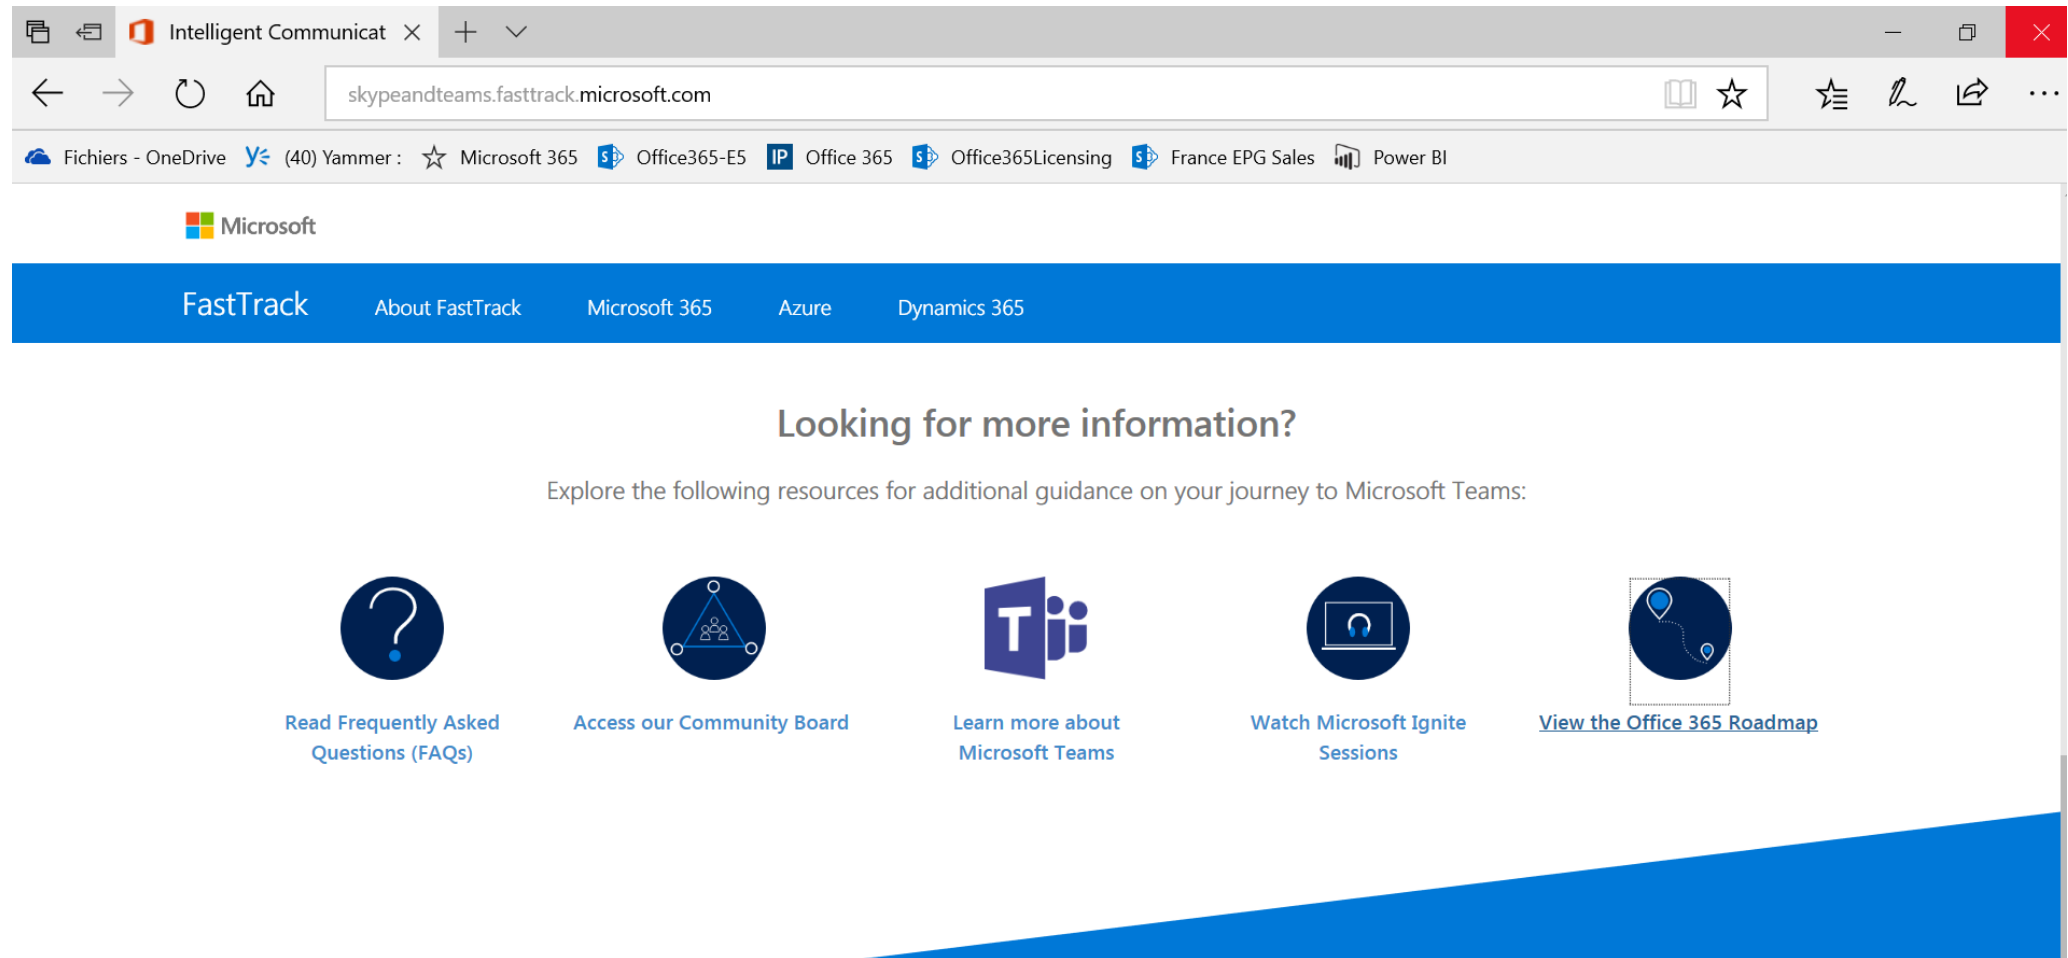 Intelligent Communicat
skypeandteams.fasttrack.microsoft.com
Fichiers - OneDrive (40) Yammer : Microsoft 365 Office365-E5 IP Office 365 Office365Licensing France EPG Sales Power BI
Microsoft
FastTrack About FastTrack Microsoft 365 Azure Dynamics 365
Looking for more information?
Explore the following resources for additional guidance on your journey to Microsoft Teams:
Read Frequently Asked
Questions (FAQs)
Access our Community Board
Learn more about
Microsoft Teams
Watch Microsoft Ignite
Sessions
View the Office 365 Roadmap